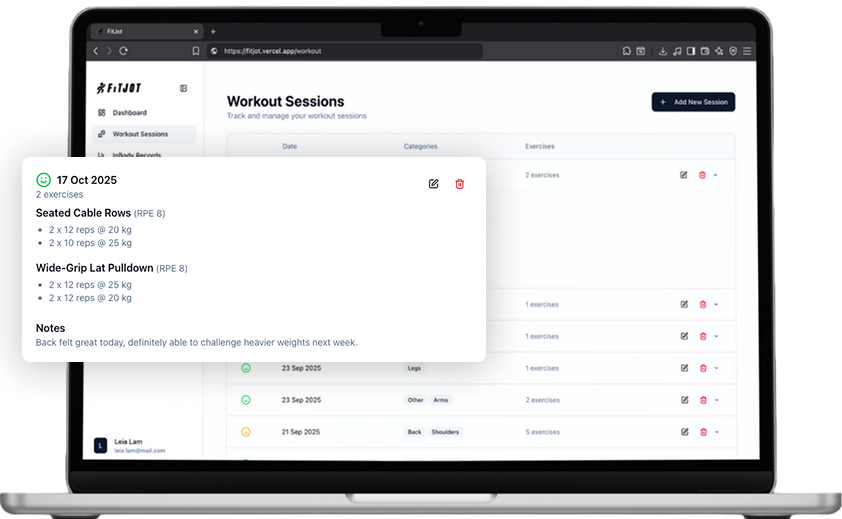 FitJot
https://fitjot.vercel.app/workout
FITJOT
Dashboard
Workout Sessions
InBody Records
Workout Sessions
Track and manage your workout sessions
+ Add New Session
Date Categories Exercises
2 exercises
17 Oct 2025
2 exercises
Seated Cable Rows (RPE 8)
• 2 x 12 reps @ 20 kg
• 2 x 10 reps @ 25 kg
Wide-Grip Lat Pulldown (RPE 8)
• 2 x 12 reps @ 25 kg
• 2 x 12 reps @ 20 kg
Notes
Back felt great today, definitely able to challenge heavier weights next week.
1 exercises
1 exercises
23 Sep 2025 Legs 1 exercises
23 Sep 2025 Other Arms 2 exercises
21 Sep 2025 Back Shoulders 5 exercises
L
Leia Lam
leia.lam@mail.com